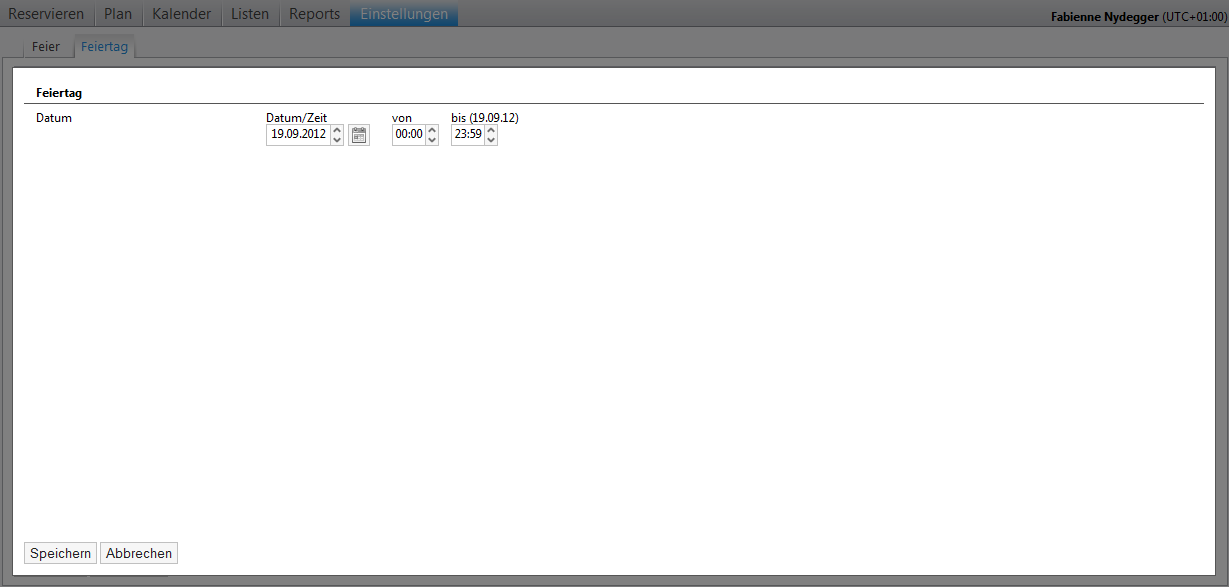 Reservieren Plan Kalender Listen Reports Einstellungen Fabienne Nydegger (UTC+01:00)
Feier Feiertag
Feiertag
Datum Datum/Zeit von bis (19.09.12)
19.09.2012 00:00 23:59
Speichern Abbrechen